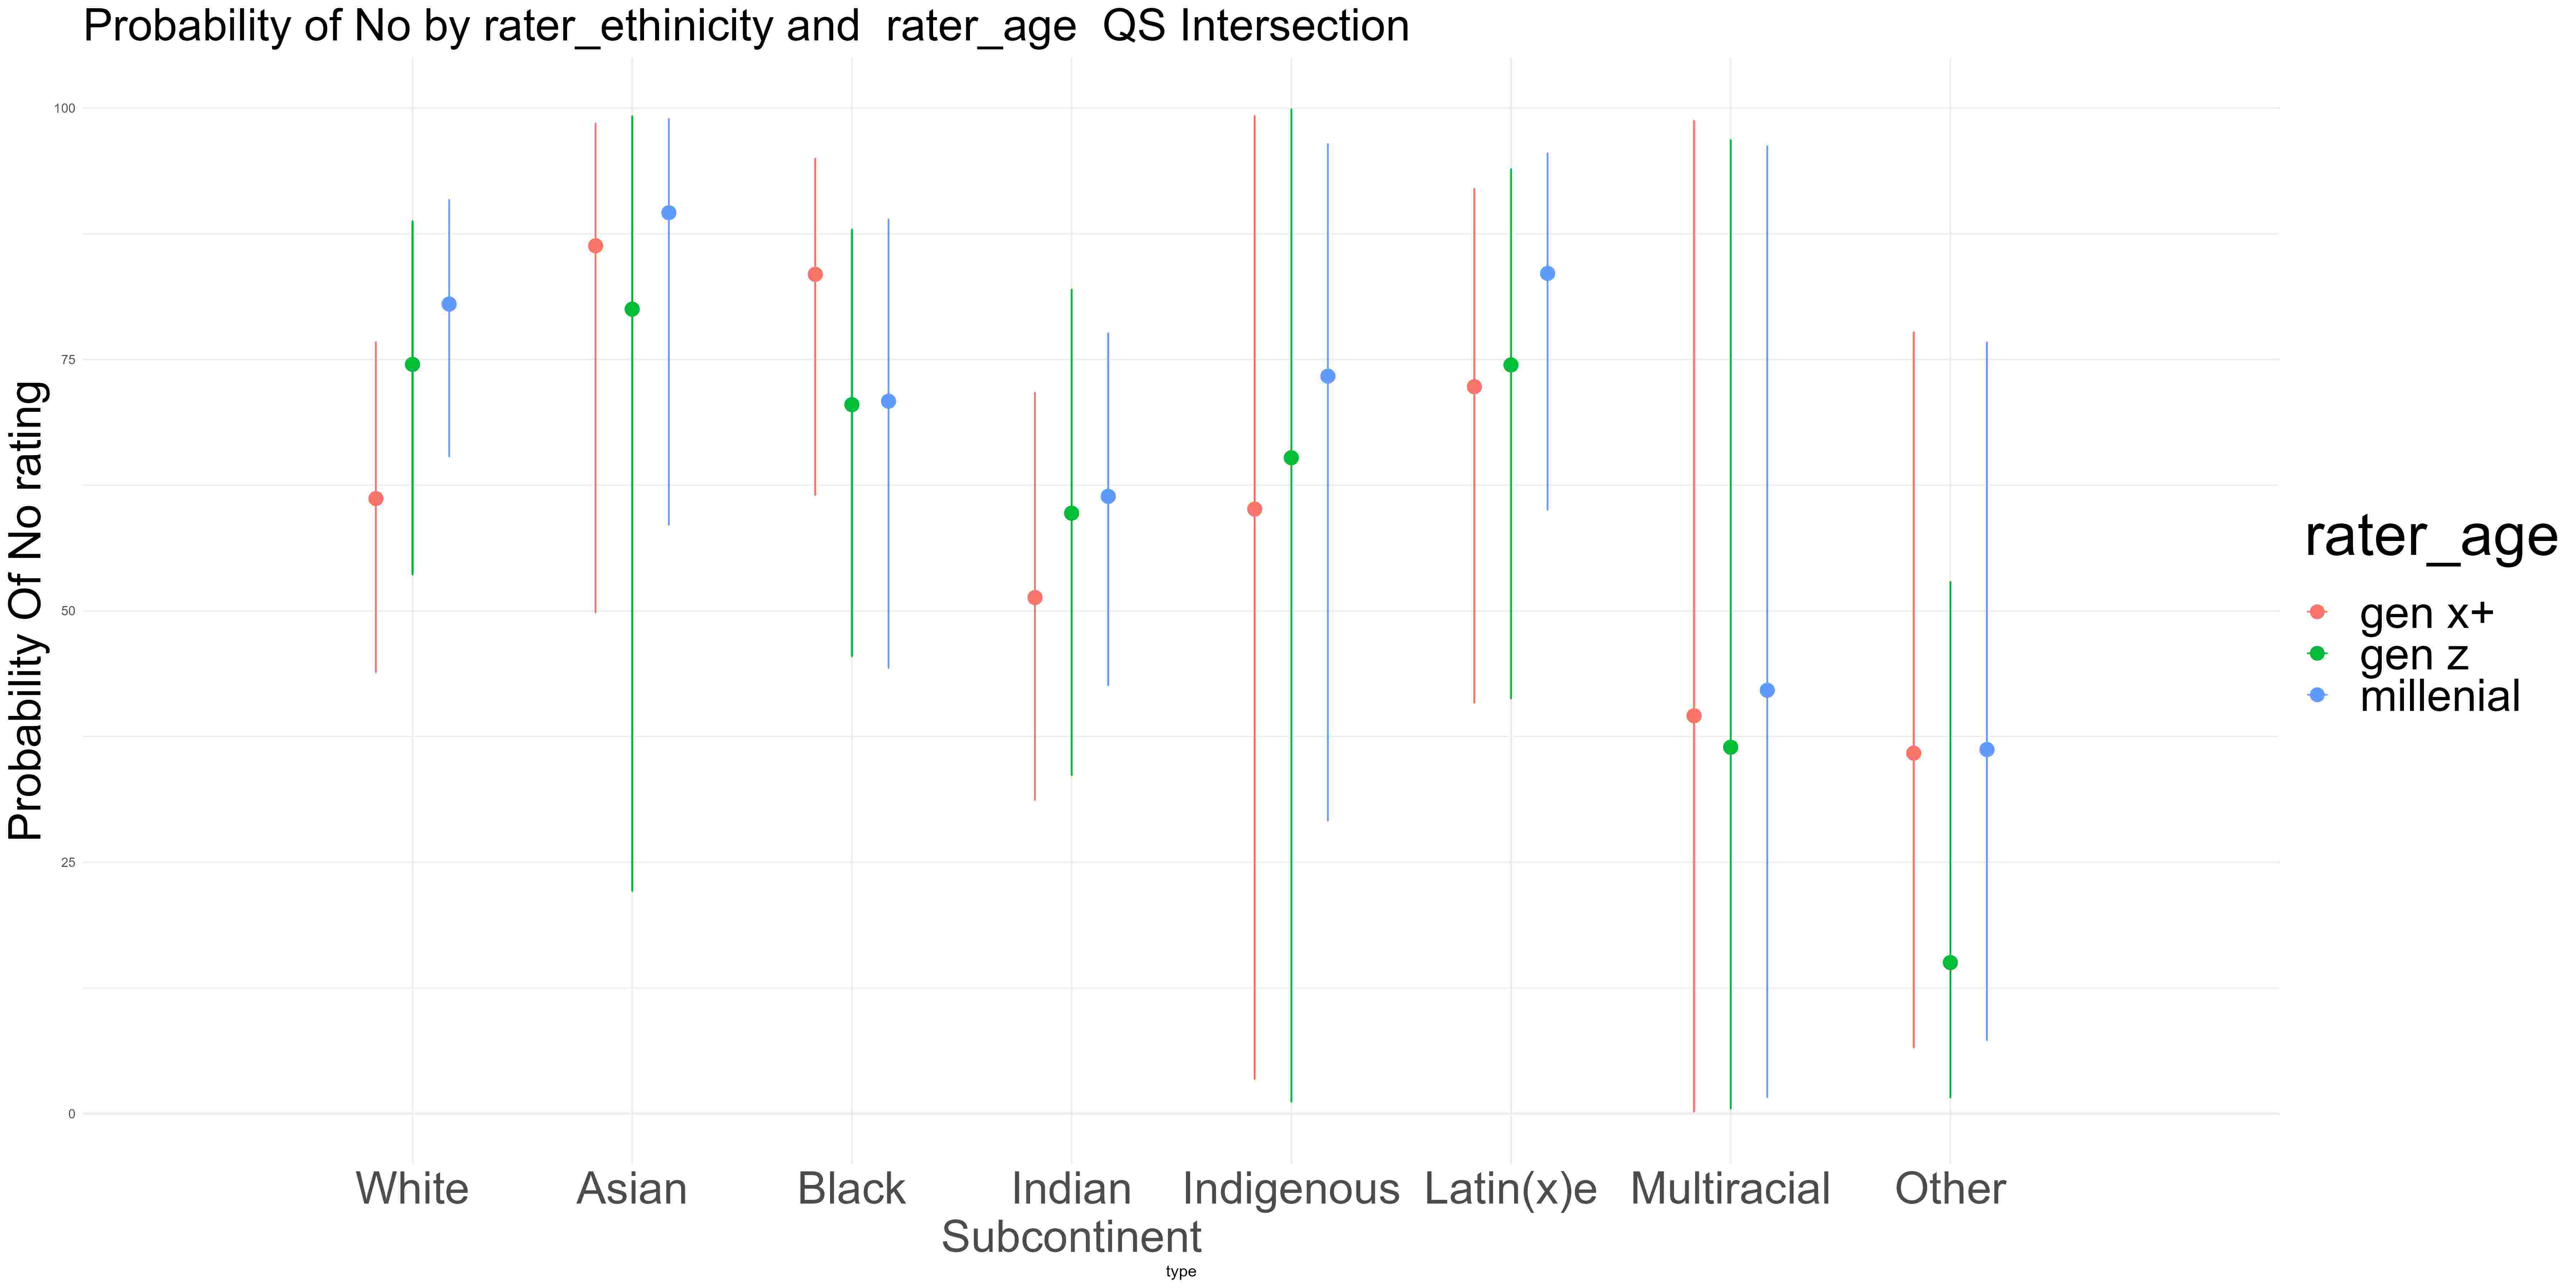 Probability of No by rater_ethinicity and  rater_age  QS Intersection
Probability Of No rating
100
75
50
25
0
White
Asian
Black
Indian
Subcontinent
Indigenous
Latin(x)e
Multiracial
Other
type
rater_age
gen x+
gen z
millenial